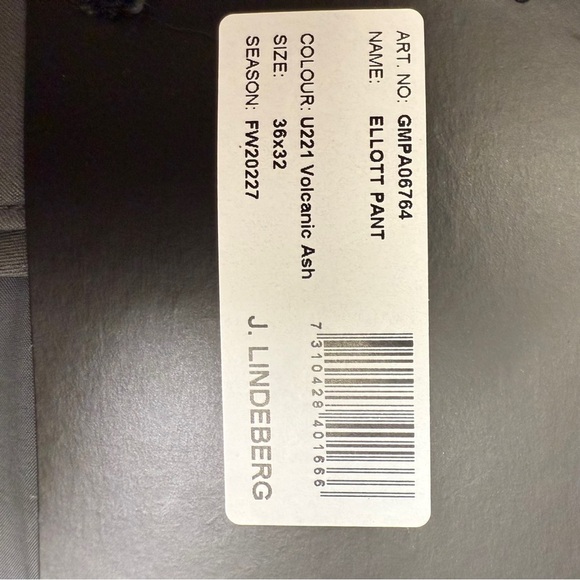 ART. NO: GMPA06764
NAME: ELLOTT PANT
COLOUR: U221 Volcanic Ash
SIZE: 36x32
SEASON: FW20227
7 310428 401666
J. LINDEBERG